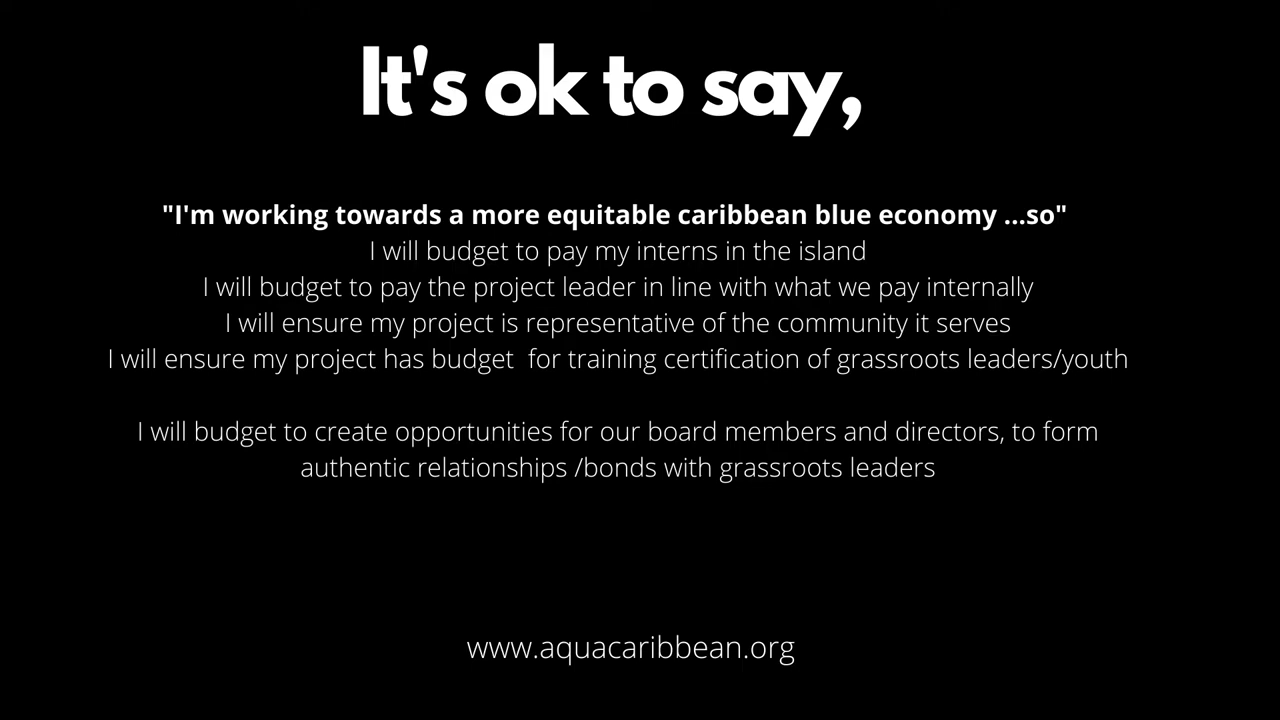 It's ok to say,
"I'm working towards a more equitable caribbean blue economy ...so"
I will budget to pay my interns in the island
I will budget to pay the project leader in line with what we pay internally
I will ensure my project is representative of the community it serves
I will ensure my project has budget  for training certification of grassroots leaders/youth
I will budget to create opportunities for our board members and directors, to form
authentic relationships /bonds with grassroots leaders
www.aquacaribbean.org